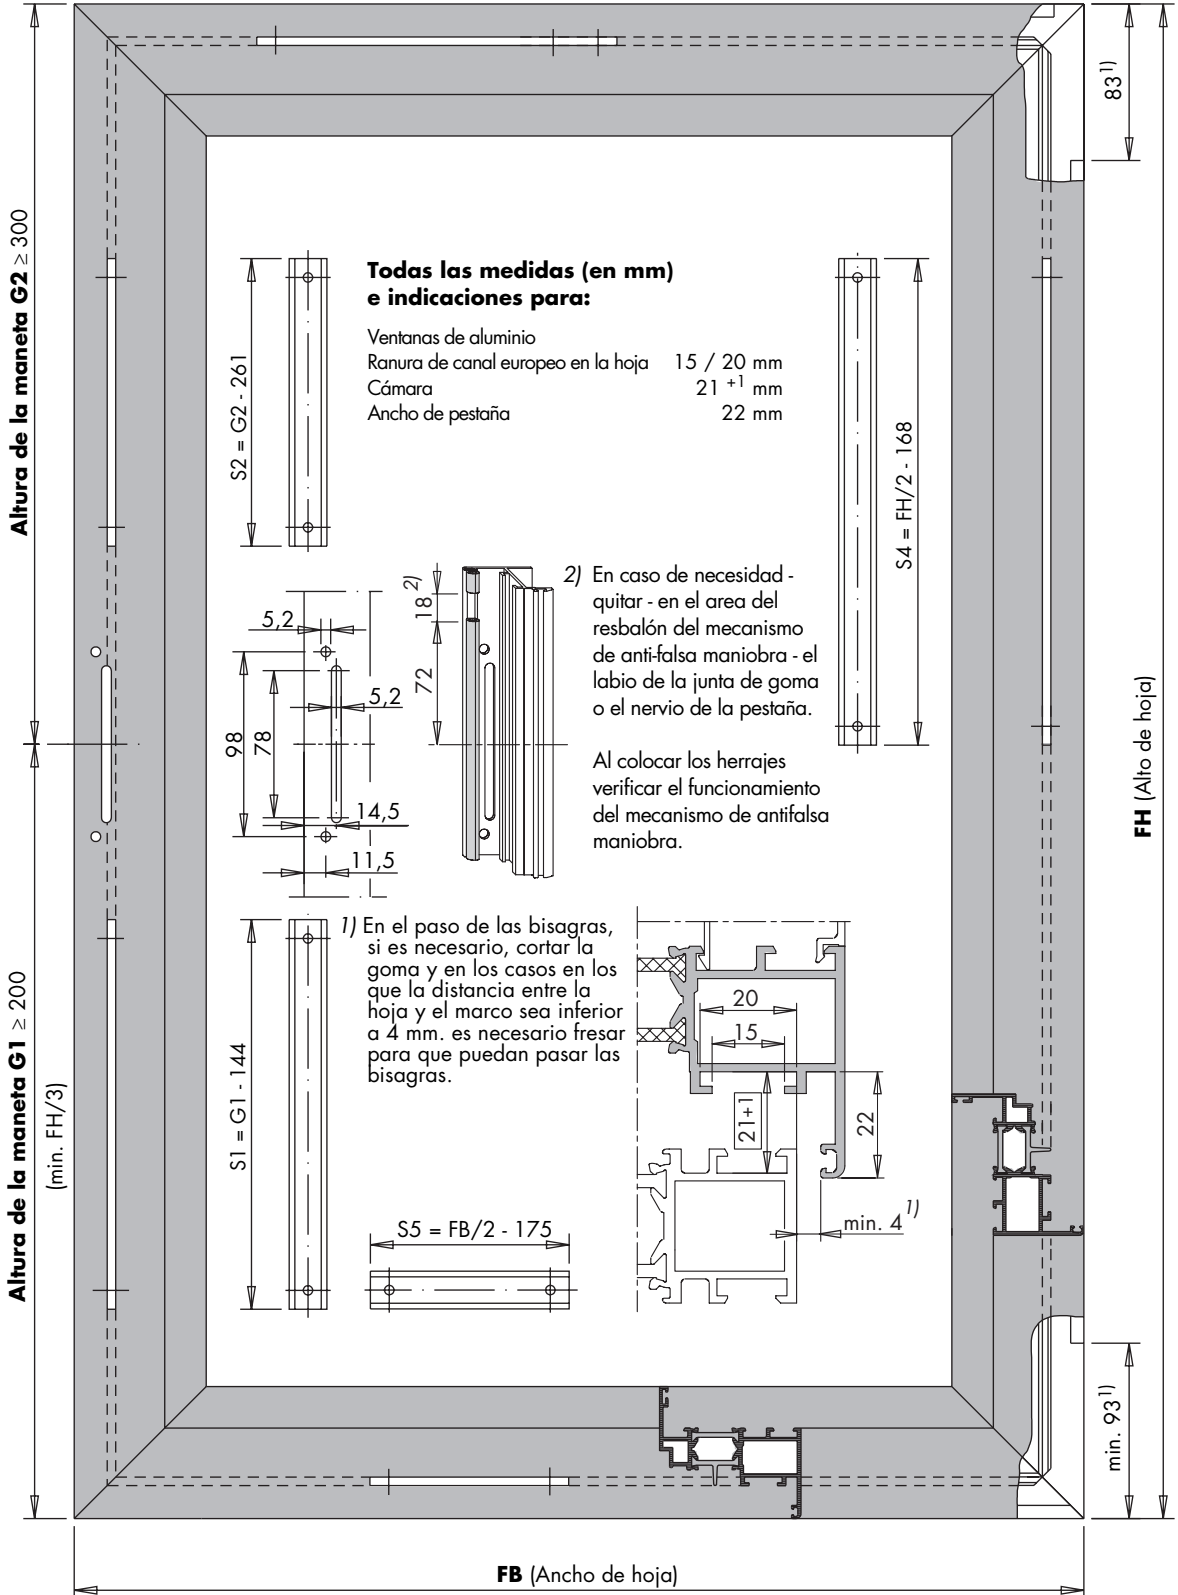 83 1)
Altura de la maneta G2 ≥ 300
S2 = G2 - 261
Todas las medidas (en mm)
e indicaciones para:
Ventanas de aluminio
Ranura de canal europeo en la hoja 15 / 20 mm
Cámara 21 +1 mm
Ancho de pestaña 22 mm
S4 = FH/2 - 168
5,2
98
78
5,2
14,5
11,5
18 2)
72
2) En caso de necesidad -
quitar - en el area del
resbalón del mecanismo
de anti-falsa maniobra - el
labio de la junta de goma
o el nervio de la pestaña.
Al colocar los herrajes
verificar el funcionamiento
del mecanismo de antifalsa
maniobra.
FH (Alto de hoja)
Altura de la maneta G1 ≥ 200
(min. FH/3)
S1 = G1 - 144
1) En el paso de las bisagras,
si es necesario, cortar la
goma y en los casos en los
que la distancia entre la
hoja y el marco sea inferior
a 4 mm. es necesario fresar
para que puedan pasar las
bisagras.
20
15
21+1
22
min. 4 1)
S5 = FB/2 - 175
min. 93 1)
FB (Ancho de hoja)